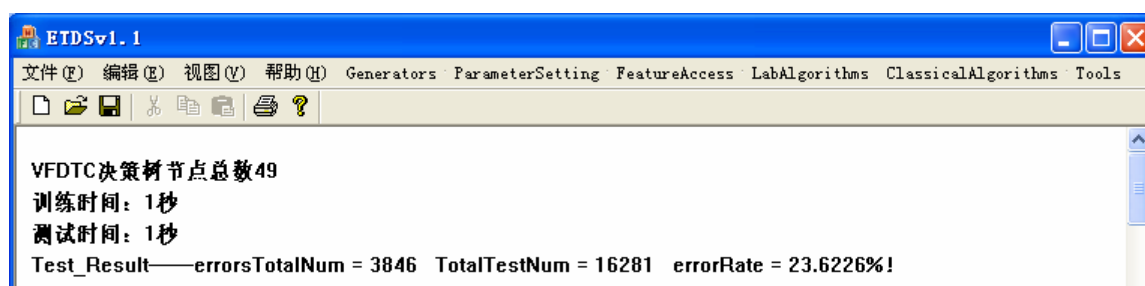 ETDSv1.1
文件(F) 编辑(E) 视图(V) 帮助(H) Generators ParameterSetting FeatureAccess LabAlgorithms ClassicalAlgorithms Tools
VFDTC决策树节点总数49
训练时间：1秒
测试时间：1秒
Test_Result——errorsTotalNum = 3846 TotalTestNum = 16281 errorRate = 23.6226%!